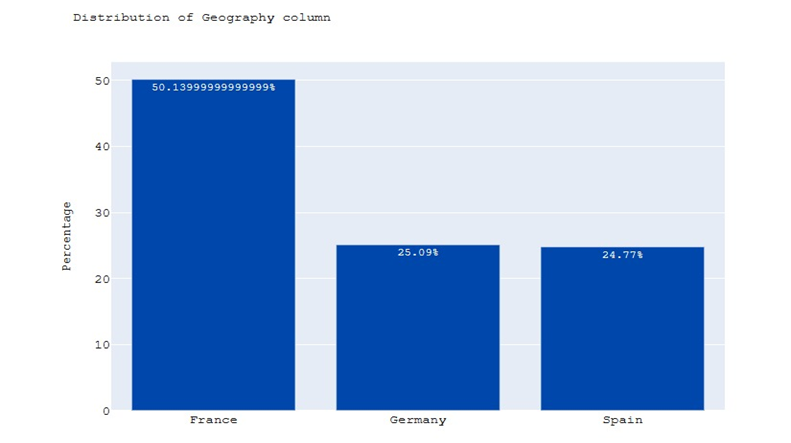 Distribution of Geography column
50
40
30
20
10
0
Percentage
50.13999999999999%
25.09%
24.77%
France
Germany
Spain